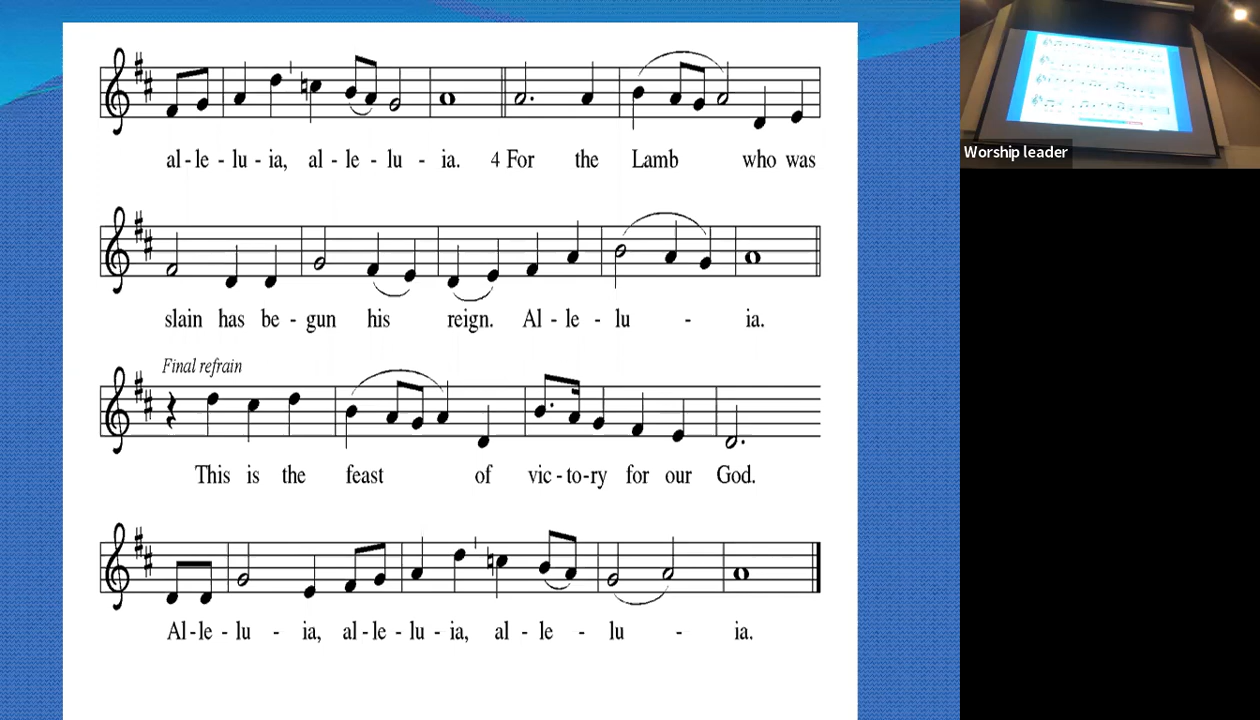 al - le - lu - ia, al - le - lu - ia. 4 For the Lamb who was
slain has be - gun his reign. Al - le - lu - ia.
Final refrain
This is the feast of vic - to - ry for our God.
Al - le - lu - ia, al - le - lu - ia, al - le - lu - ia.
Worship leader